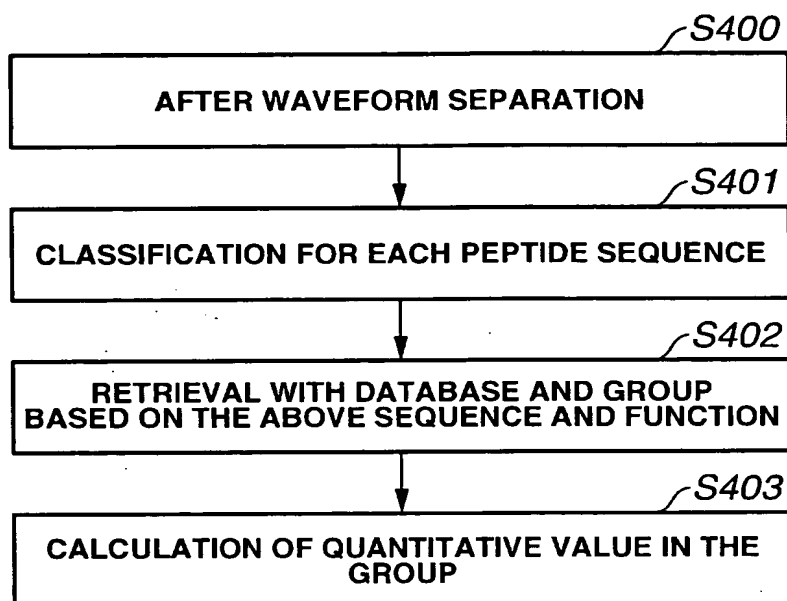 S400
AFTER WAVEFORM SEPARATION
S401
CLASSIFICATION FOR EACH PEPTIDE SEQUENCE
S402
RETRIEVAL WITH DATABASE AND GROUP
BASED ON THE ABOVE SEQUENCE AND FUNCTION
S403
CALCULATION OF QUANTITATIVE VALUE IN THE
GROUP